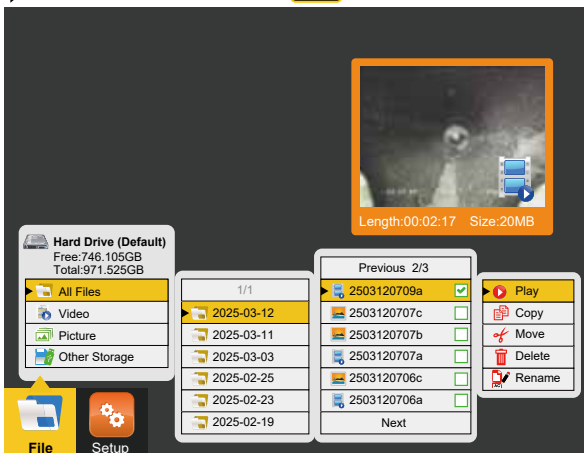 Length:00:02:17 Size:20MB
Hard Drive (Default)
Free:746.105GB
Total:971.525GB
All Files
Video
Picture
Other Storage
1/1
2025-03-12
2025-03-11
2025-03-03
2025-02-25
2025-02-23
2025-02-19
Previous 2/3
2503120709a
2503120707c
2503120707b
2503120707a
2503120706c
2503120706a
Next
Play
Copy
Move
Delete
Rename
File
Setup